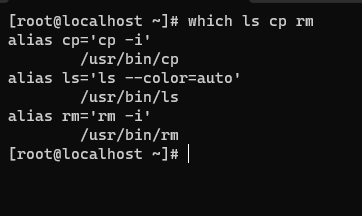 [root@localhost ~]# which ls cp rm
alias cp='cp -i'
        /usr/bin/cp
alias ls='ls --color=auto'
        /usr/bin/ls
alias rm='rm -i'
        /usr/bin/rm
[root@localhost ~]#